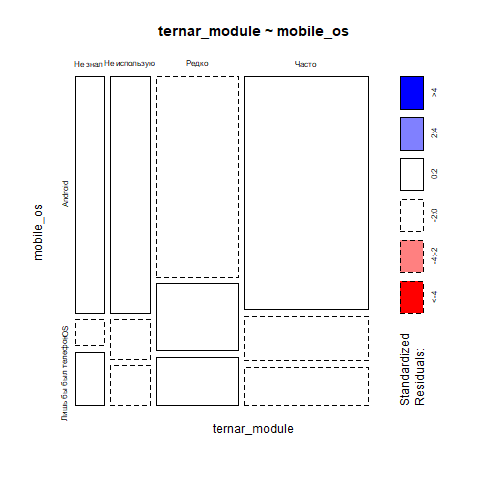 ternar_module ~ mobile_os
Не знал Не использую Редко Часто
Android
iOS
Лишь бы был телефон
mobile_os
ternar_module
>4
2:4
0:2
-2:0
-4:-2
<-4
Standardized
Residuals: